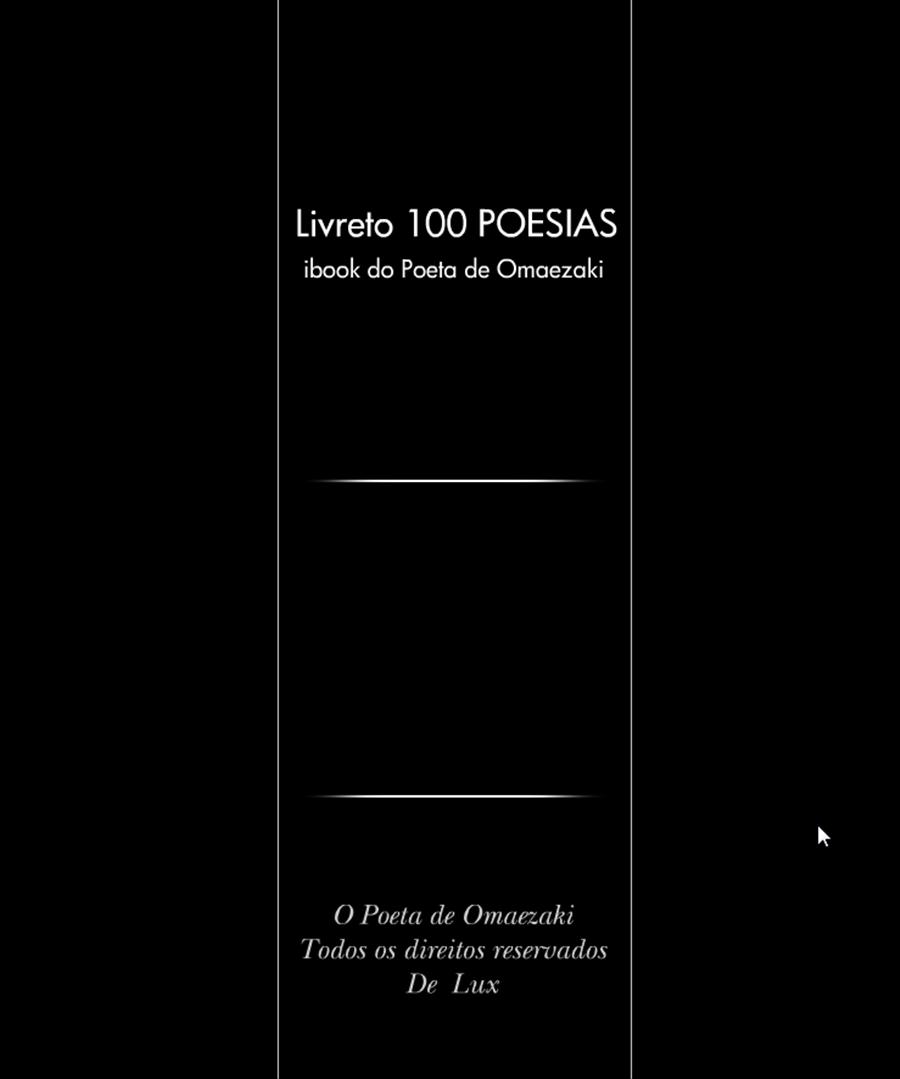 Livreto 100 POESIAS
ibook do Poeta de Omaezaki
O Poeta de Omaezaki
Todos os direitos reservados
De Lux